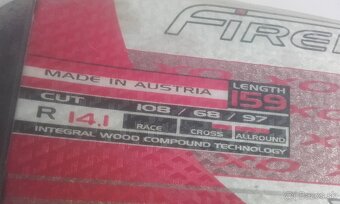 FIRE
MADE IN AUSTRIA
LENGTH
159
CUT
108 / 68 / 97
R 14.1
RACE
CROSS
ALLROUND
INTEGRAL WOOD COMPOUND TECHNOLOGY
XO